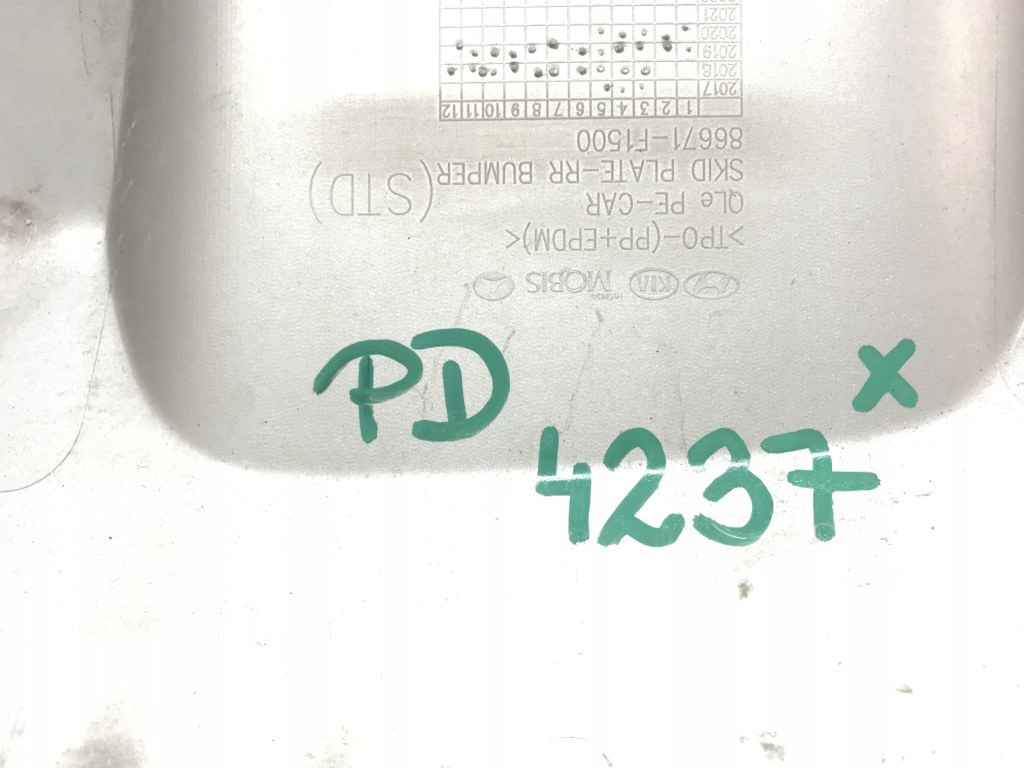 2021
2020
2019
2018
2017
1 2 3 4 5 6 7 8 9 10 11 12
86671-F1500
SKID PLATE-RR BUMPER
QLe PE-CAR
(STD)
>TPO-(PP+EPDM)<
KIA HYUNDAI MOBIS
PD
X
4237